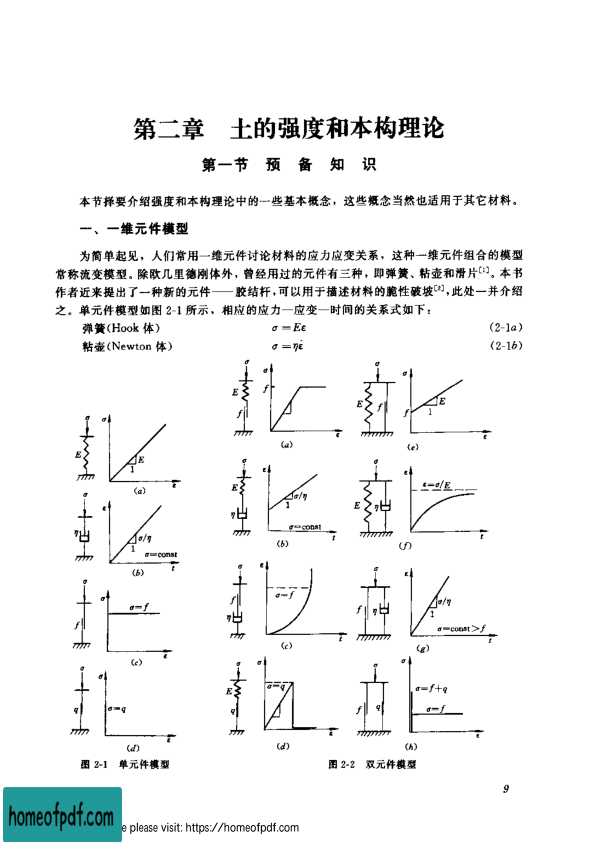 第二章 土的强度和本构理论
第一节 预 备 知 识
本节择要介绍强度和本构理论中的一些基本概念，这些概念当然也适用于其它材料。
一、一维元件模型
为简单起见，人们常用一维元件讨论材料的应力应变关系，这种一维元件组合的模型
常称流变模型。除欧几里德刚体外，曾经用过的元件有三种，即弹簧、粘壶和滑片[1]。本书
作者近来提出了一种新的元件——胶结杆，可以用于描述材料的脆性破坡[2]，此处一并介绍
之。单元件模型如图 2-1 所示，相应的应力—应变—时间的关系式如下：
弹簧(Hook 体) σ＝Eε (2-1a)
粘壶(Newton 体) σ＝ηε̇ (2-1b)
σ E σ E 1 ε
(a)
σ η ε σ/η 1 σ=const t
(b)
σ f σ σ=f ε
(c)
σ q σ σ=q ε
(d)
图 2-1 单元件模型
σ E f σ f ε
(a)
σ E η ε σ/η 1 σ=const t
(b)
σ f η ε σ=f t
(c)
σ E q σ σ=q ε
(d)
σ E f σ f E 1 ε
(e)
σ E η ε ε=σ/E t
(f)
σ f η ε σ/η 1 σ=const>f t
(g)
σ f q σ σ=f+q σ=f ε
(h)
图 2-2 双元件模型
9
homeofpdf.com
e please visit: https://homeofpdf.com